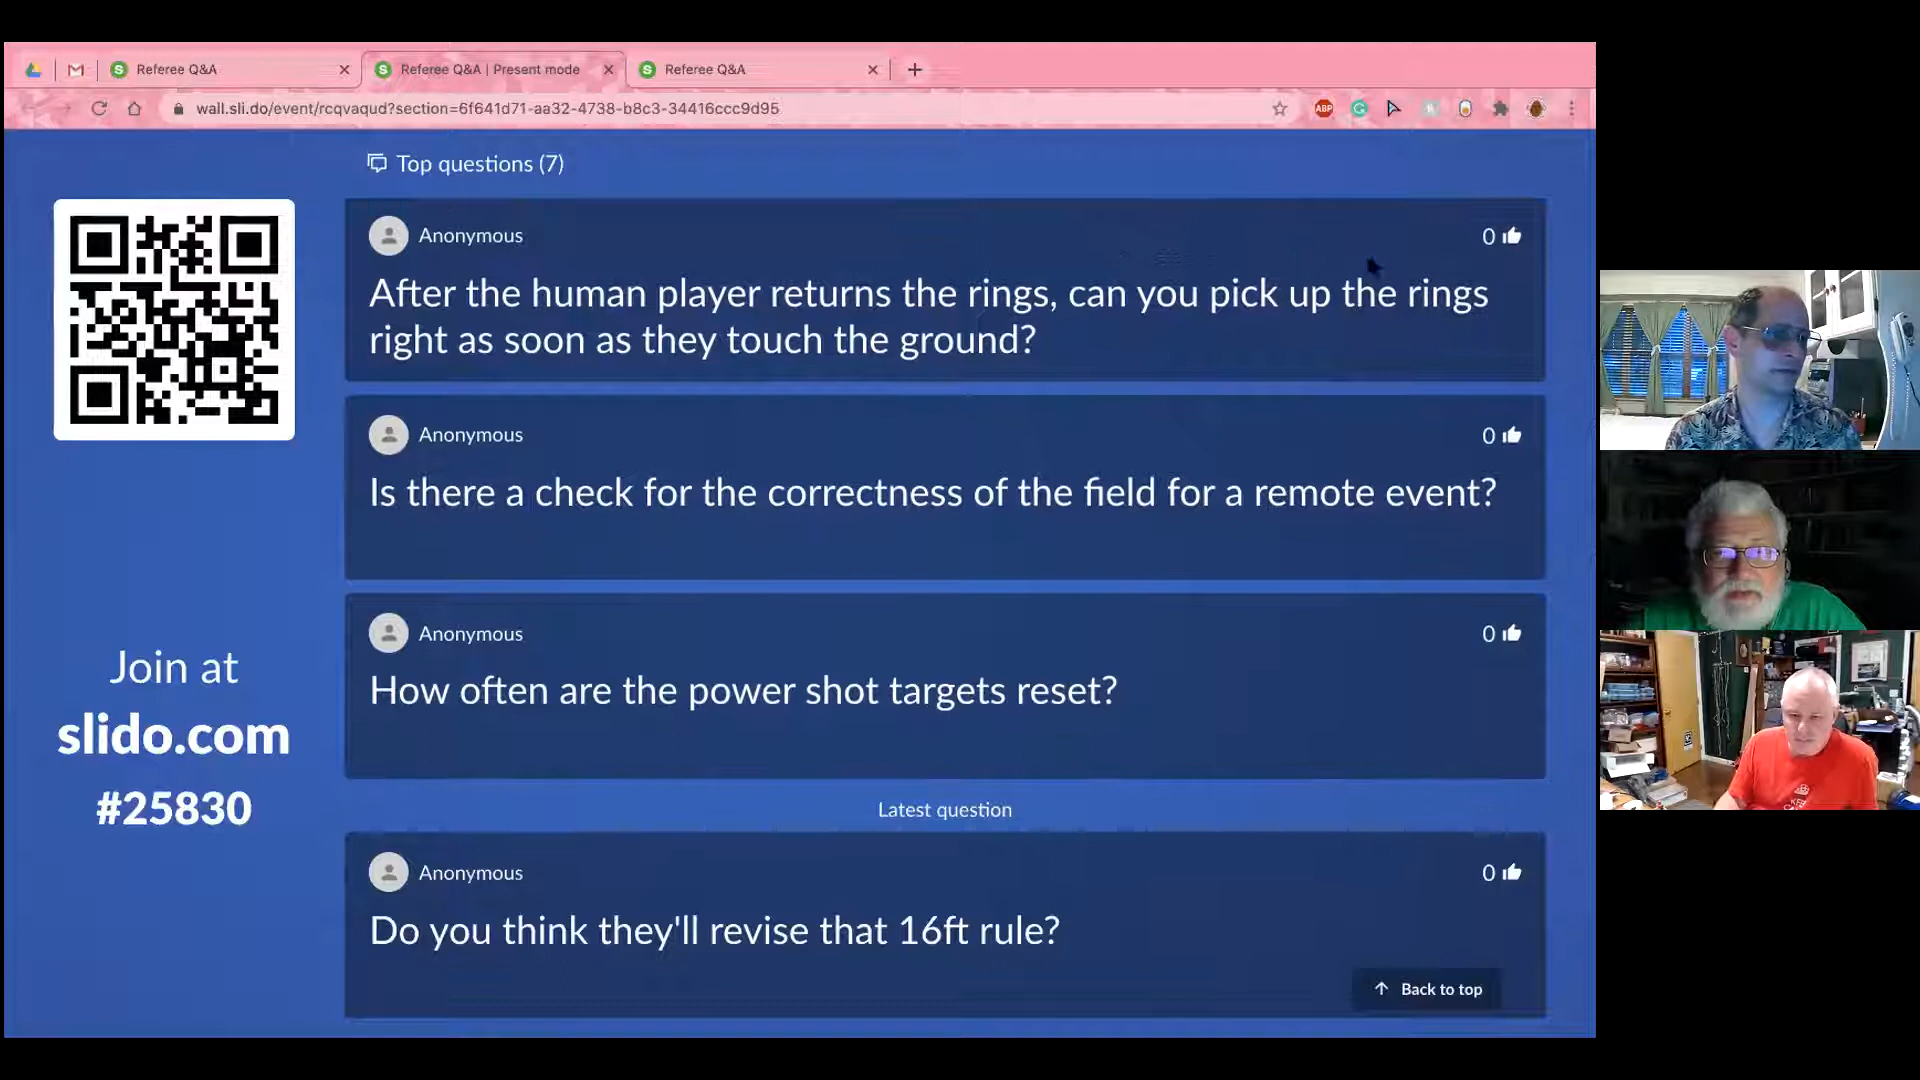 Referee Q&A
Referee Q&A | Present mode
Referee Q&A
wall.sli.do/event/rcqvaqud?section=6f641d71-aa32-4738-b8c3-34416ccc9d95
ABP
Top questions (7)
Anonymous
0
After the human player returns the rings, can you pick up the rings
right as soon as they touch the ground?
Anonymous
0
Is there a check for the correctness of the field for a remote event?
Anonymous
0
How often are the power shot targets reset?
Join at
slido.com
#25830
Latest question
Anonymous
0
Do you think they'll revise that 16ft rule?
Back to top